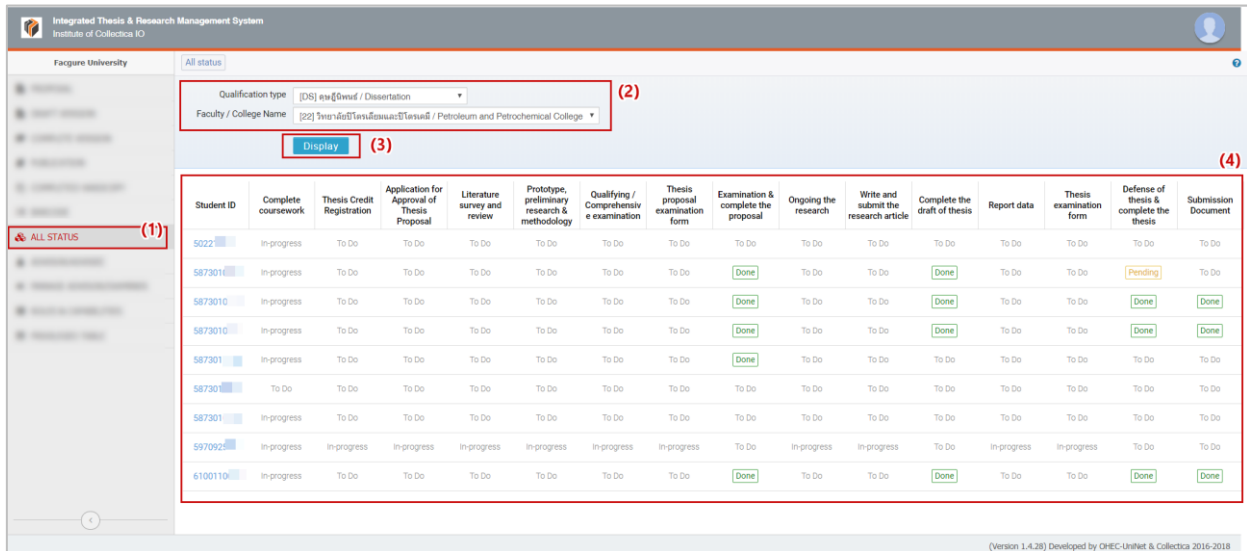 Integrated Thesis & Research Management System
Institute of Collectica IO
Facgure University
All status
Qualification type [DS] ดุษฎีนิพนธ์ / Dissertation (2)
Faculty / College Name [22] วิทยาลัยปิโตรเลียมและปิโตรเคมี / Petroleum and Petrochemical College
Display (3)
(4)
Student ID Complete coursework Thesis Credit Registration Application for Approval of Thesis Proposal Literature survey and review Prototype, preliminary research & methodology Qualifying / Comprehensiv e examination Thesis proposal examination form Examination & complete the proposal Ongoing the research Write and submit the research article Complete the draft of thesis Report data Thesis examination form Defense of thesis & complete the thesis Submission Document
(1)
ALL STATUS
5022 In-progress To Do To Do To Do To Do To Do To Do To Do To Do To Do To Do To Do To Do To Do To Do
587301 In-progress To Do To Do To Do To Do To Do To Do Done To Do To Do Done To Do To Do Pending To Do
587301 In-progress To Do To Do To Do To Do To Do To Do Done To Do To Do Done To Do To Do Done Done
587301 In-progress To Do To Do To Do To Do To Do To Do Done To Do To Do Done To Do To Do Done Done
587301 In-progress To Do To Do To Do To Do To Do To Do Done To Do To Do To Do To Do To Do To Do To Do
587301 To Do To Do To Do To Do To Do To Do To Do To Do To Do To Do To Do To Do To Do To Do To Do
587301 In-progress To Do To Do To Do To Do To Do To Do To Do To Do To Do To Do To Do To Do To Do To Do
597092 In-progress In-progress In-progress In-progress In-progress In-progress In-progress To Do In-progress In-progress To Do In-progress In-progress To Do To Do
6100110 In-progress To Do To Do To Do To Do To Do To Do Done To Do To Do Done To Do To Do Done Done
(Version 1.4.28) Developed by OHEC-UniNet & Collectica 2016-2018